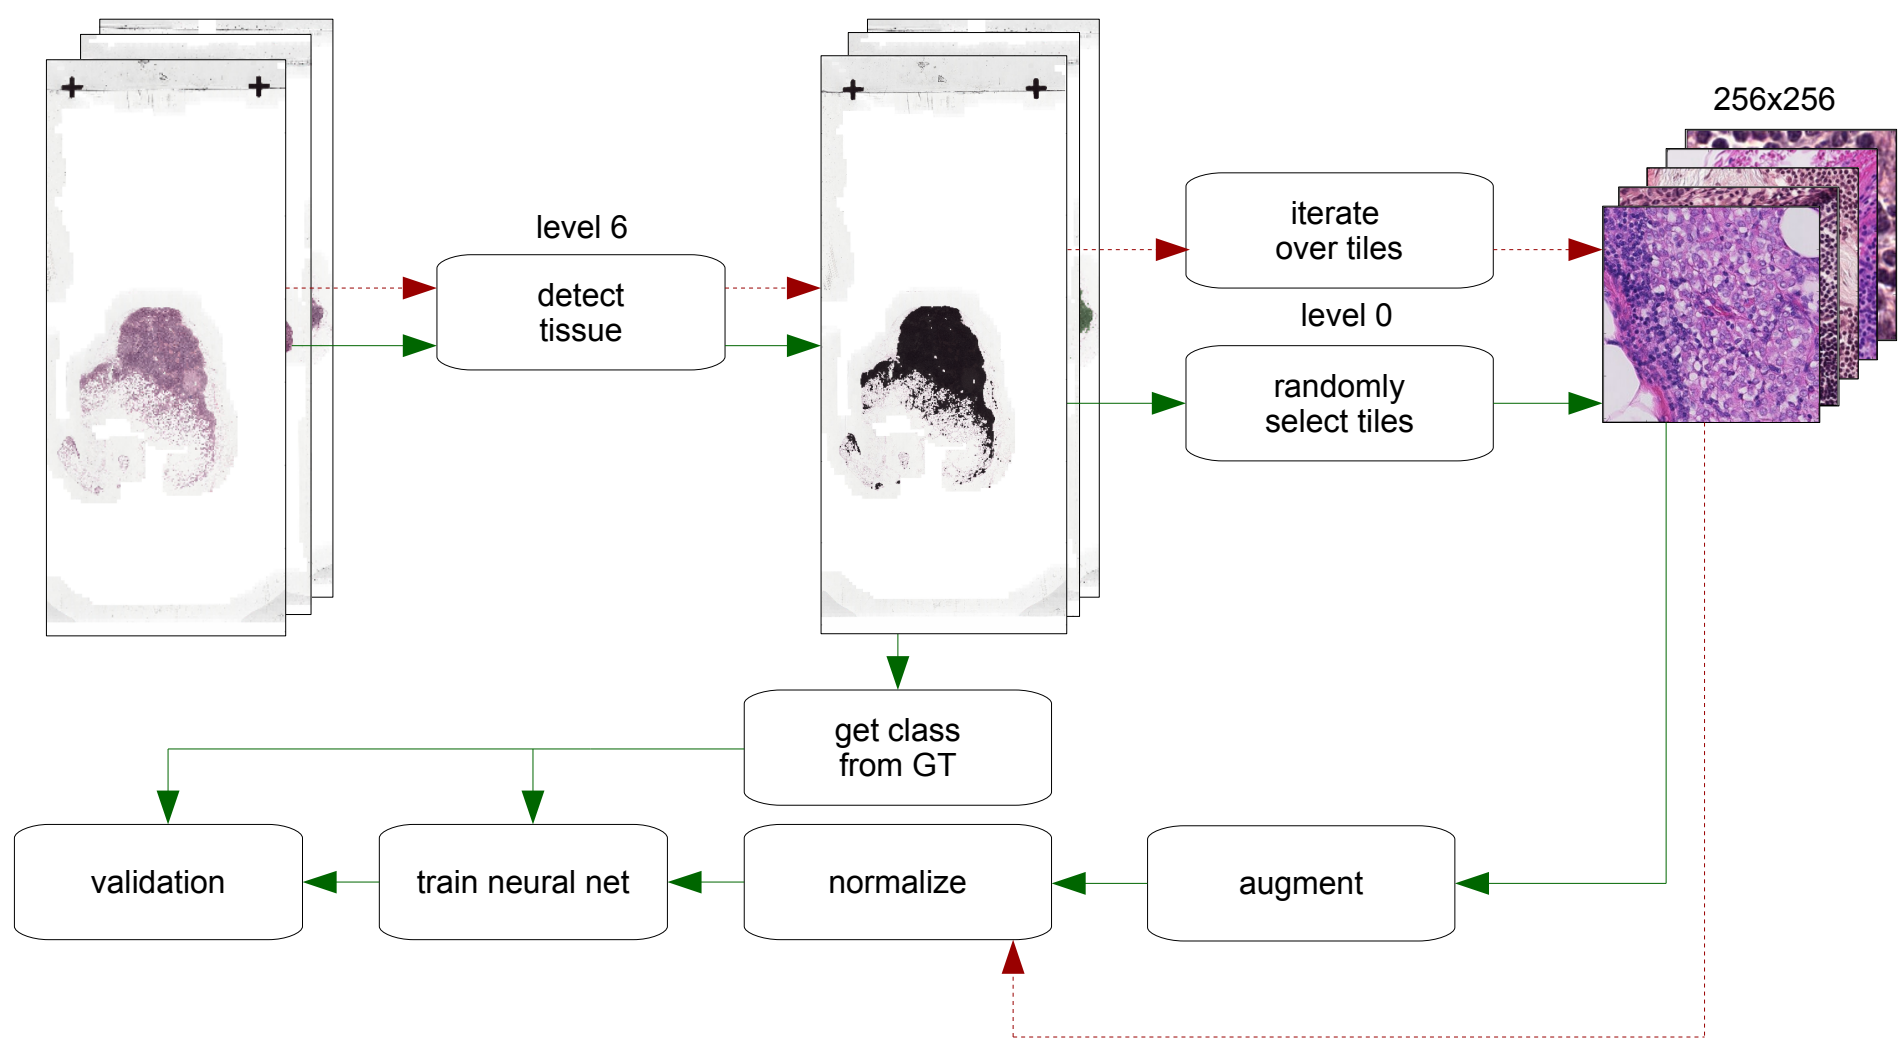 256x256
level 6
detect
tissue
iterate
over tiles
level 0
randomly
select tiles
get class
from GT
validation
train neural net
normalize
augment